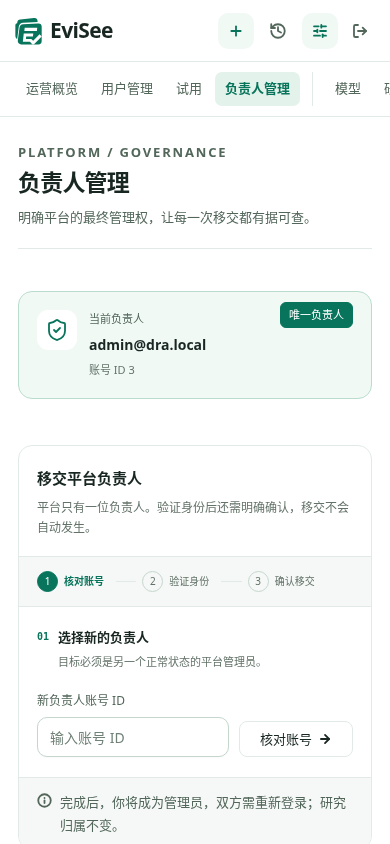 EviSee
运营概览 用户管理 试用 负责人管理 模型
PLATFORM / GOVERNANCE
负责人管理
明确平台的最终管理权，让每一次移交都有据可查。
当前负责人
唯一负责人
admin@dra.local
账号 ID 3
移交平台负责人
平台只有一位负责人。验证身份后还需明确确认，移交不会
自动发生。
1 核对账号 2 验证身份 3 确认移交
01 选择新的负责人
目标必须是另一个正常状态的平台管理员。
新负责人账号 ID
输入账号 ID 核对账号
完成后，你将成为管理员，双方需重新登录；研究
归属不变。